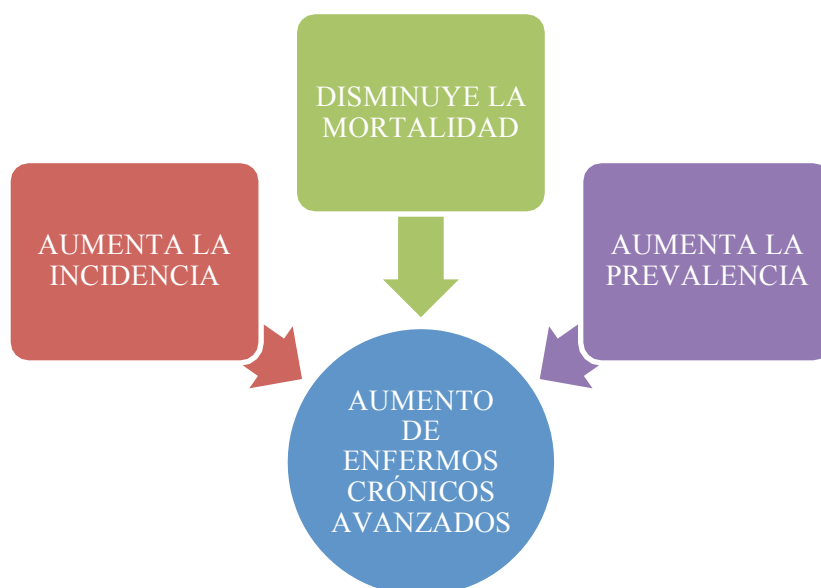 DISMINUYE LA
MORTALIDAD
AUMENTA LA
INCIDENCIA
AUMENTA LA
PREVALENCIA
AUMENTO
DE
ENFERMOS
CRÓNICOS
AVANZADOS